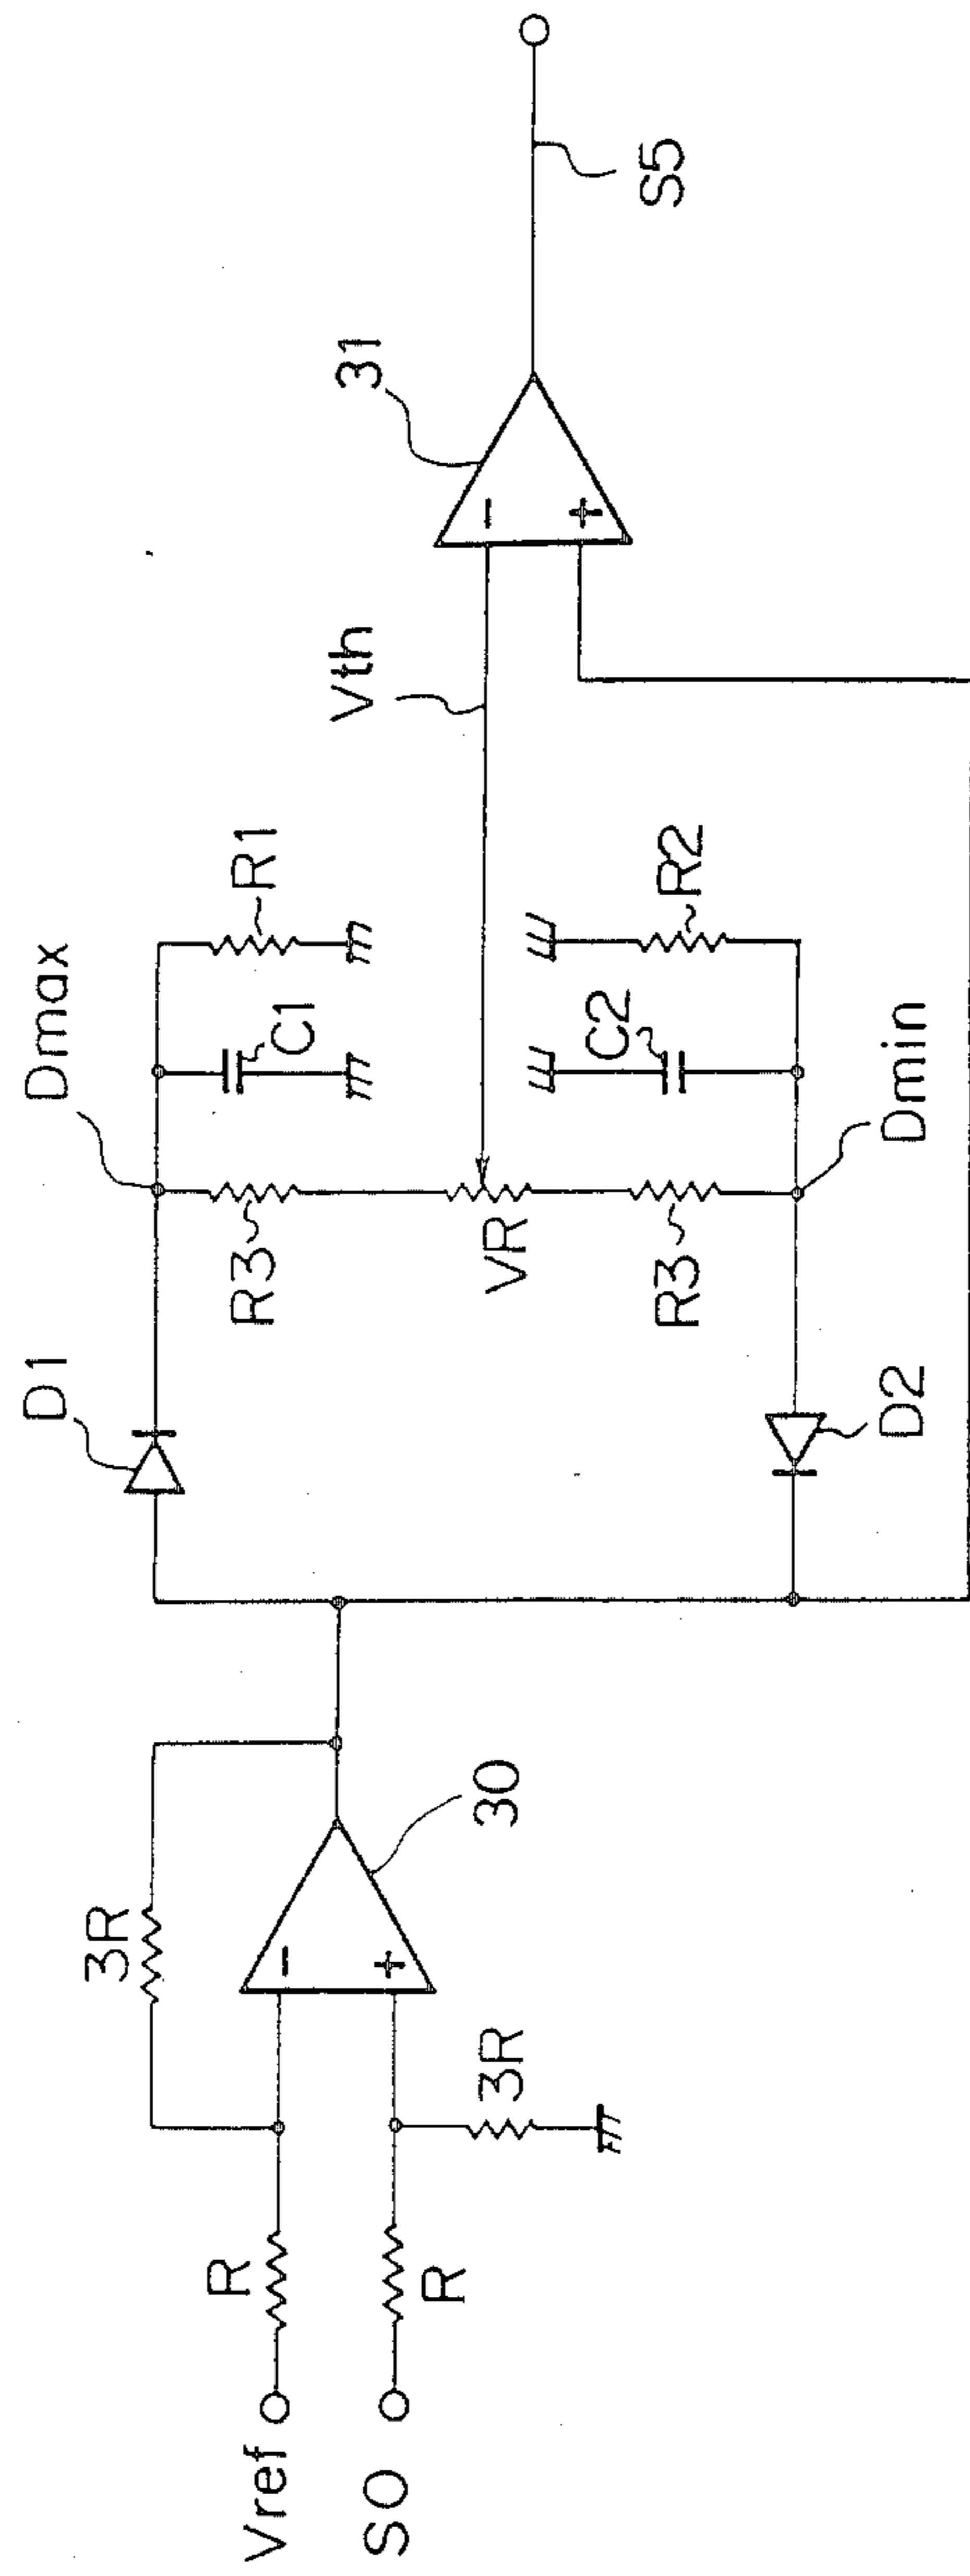 Vref
SO
R
R
3R
3R
−
+
30
D1
D2
Dmax
R3
VR
R3
C1
R1
C2
R2
Dmin
Vth
−
+
31
S5